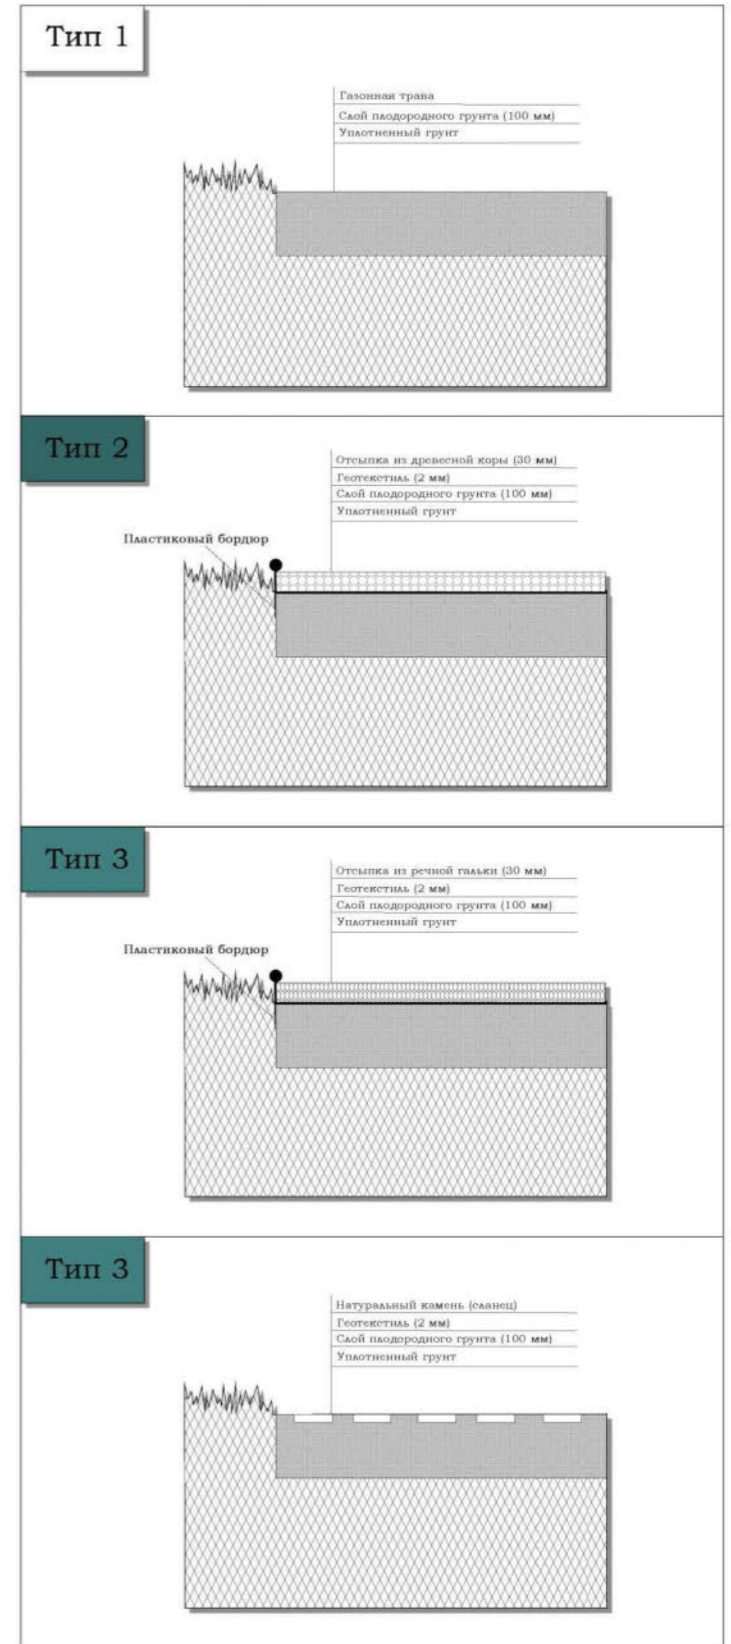 Тип 1
Газонная трава
Слой плодородного грунта (100 мм)
Уплотненный грунт
Тип 2
Отсыпка из древесной коры (30 мм)
Геотекстиль (2 мм)
Слой плодородного грунта (100 мм)
Уплотненный грунт
Пластиковый бордюр
Тип 3
Отсыпка из речной гальки (30 мм)
Геотекстиль (2 мм)
Слой плодородного грунта (100 мм)
Уплотненный грунт
Пластиковый бордюр
Тип 3
Натуральный камень (сланец)
Геотекстиль (2 мм)
Слой плодородного грунта (100 мм)
Уплотненный грунт